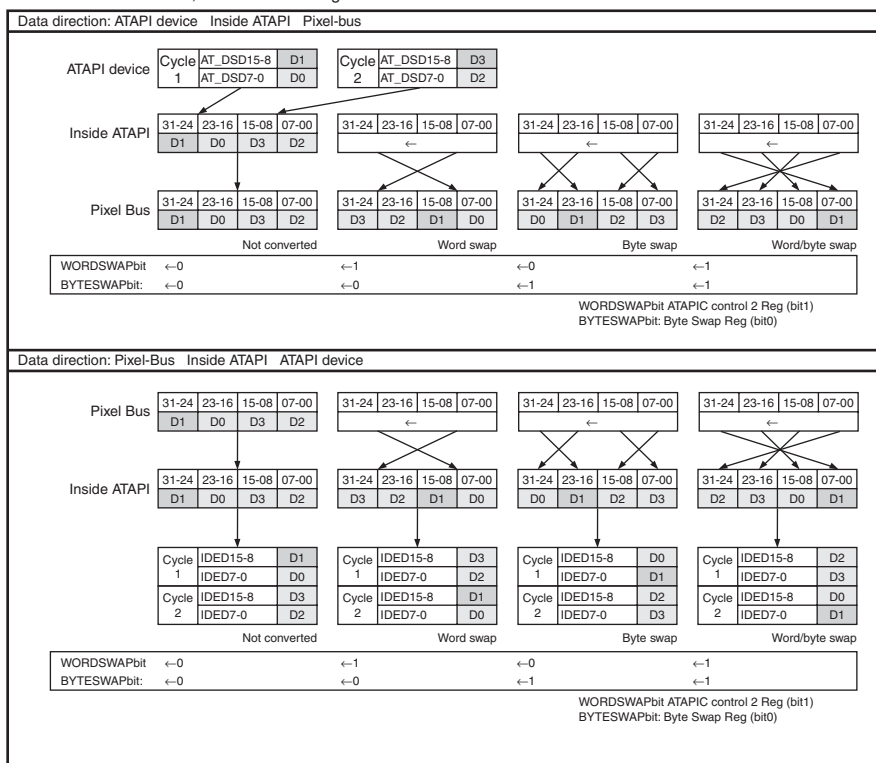 Data direction: ATAPI device Inside ATAPI Pixel-bus
ATAPI device
Cycle 1 AT_DSD15-8 D1
AT_DSD7-0 D0
Cycle 2 AT_DSD15-8 D3
AT_DSD7-0 D2
Inside ATAPI
31-24 23-16 15-08 07-00 31-24 23-16 15-08 07-00 31-24 23-16 15-08 07-00 31-24 23-16 15-08 07-00
D1 D0 D3 D2 ← ← ←
Pixel Bus
31-24 23-16 15-08 07-00 31-24 23-16 15-08 07-00 31-24 23-16 15-08 07-00 31-24 23-16 15-08 07-00
D1 D0 D3 D2 D3 D2 D1 D0 D0 D1 D2 D3 D2 D3 D0 D1
Not converted Word swap Byte swap Word/byte swap
WORDSWAPbit ←0 ←1 ←0 ←1
BYTESWAPbit: ←0 ←0 ←1 ←1
WORDSWAPbit ATAPIC control 2 Reg (bit1)
BYTESWAPbit: Byte Swap Reg (bit0)
Data direction: Pixel-Bus Inside ATAPI ATAPI device
Pixel Bus
31-24 23-16 15-08 07-00 31-24 23-16 15-08 07-00 31-24 23-16 15-08 07-00 31-24 23-16 15-08 07-00
D1 D0 D3 D2 ← ← ←
Inside ATAPI
31-24 23-16 15-08 07-00 31-24 23-16 15-08 07-00 31-24 23-16 15-08 07-00 31-24 23-16 15-08 07-00
D1 D0 D3 D2 D3 D2 D1 D0 D0 D1 D2 D3 D2 D3 D0 D1
Cycle 1 IDED15-8 D1 Cycle 1 IDED15-8 D3 Cycle 1 IDED15-8 D0 Cycle 1 IDED15-8 D2
IDED7-0 D0 IDED7-0 D2 IDED7-0 D1 IDED7-0 D3
Cycle 2 IDED15-8 D3 Cycle 2 IDED15-8 D1 Cycle 2 IDED15-8 D2 Cycle 2 IDED15-8 D0
IDED7-0 D2 IDED7-0 D0 IDED7-0 D3 IDED7-0 D1
Not converted Word swap Byte swap Word/byte swap
WORDSWAPbit ←0 ←1 ←0 ←1
BYTESWAPbit: ←0 ←0 ←1 ←1
WORDSWAPbit ATAPIC control 2 Reg (bit1)
BYTESWAPbit: Byte Swap Reg (bit0)